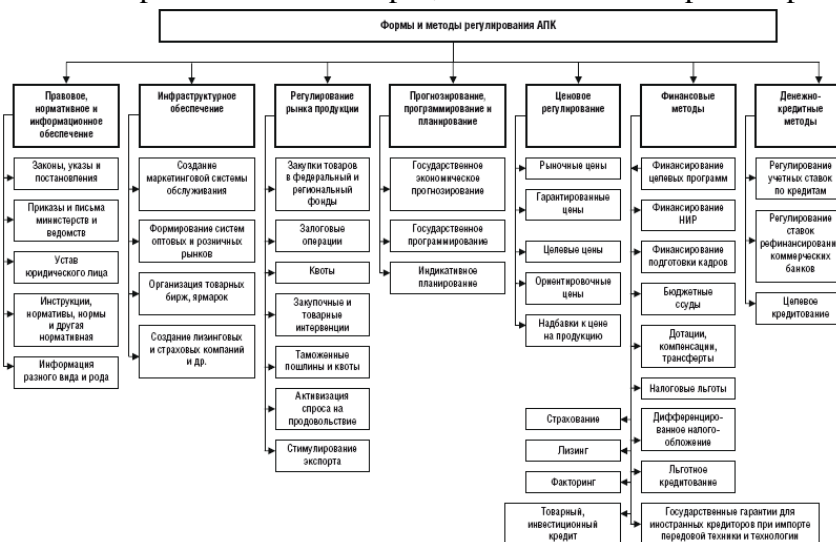 Формы и методы регулирования АПК
Правовое,
нормативное и
информационное
обеспечение
Законы, указы и
постановления
Приказы и письма
министерств и
ведомств
Устав
юридического лица
Инструкции,
нормативы, нормы
и другая
нормативная
Информация
разного вида и рода
Инфраструктурное
обеспечение
Создание
маркетинговой системы
обслуживания
Формирование систем
оптовых и розничных
рынков
Организация товарных
бирж, ярмарок
Создание лизинговых
и страховых компаний
и др.
Регулирование
рынка продукции
Закупки товаров
в федеральный и
региональный
фонды
Залоговые
операции
Квоты
Закупочные и
товарные
интервенции
Таможенные
пошлины и квоты
Активизация
спроса на
продовольствие
Стимулирование
экспорта
Прогнозирование,
программирование и
планирование
Государственное
экономическое
прогнозирование
Государственное
программирование
Индикативное
планирование
Ценовое
регулирование
Рыночные цены
Гарантированные
цены
Целевые цены
Ориентировочные
цены
Надбавки к цене
на продукцию
Финансовые
методы
Финансирование
целевых программ
Финансирование
НИР
Финансирование
подготовки кадров
Бюджетные
ссуды
Дотации,
компенсации,
трансферты
Налоговые льготы
Дифференциро-
ванное налого-
обложение
Льготное
кредитование
Государственные гарантии для
иностранных кредиторов при импорте
передовой техники и технологии
Страхование
Лизинг
Факторинг
Товарный,
инвестиционный
кредит
Денежно-
кредитные
методы
Регулирование
учетных ставок
по кредитам
Регулирование
ставок
рефинансирования
коммерческих
банков
Целевое
кредитование